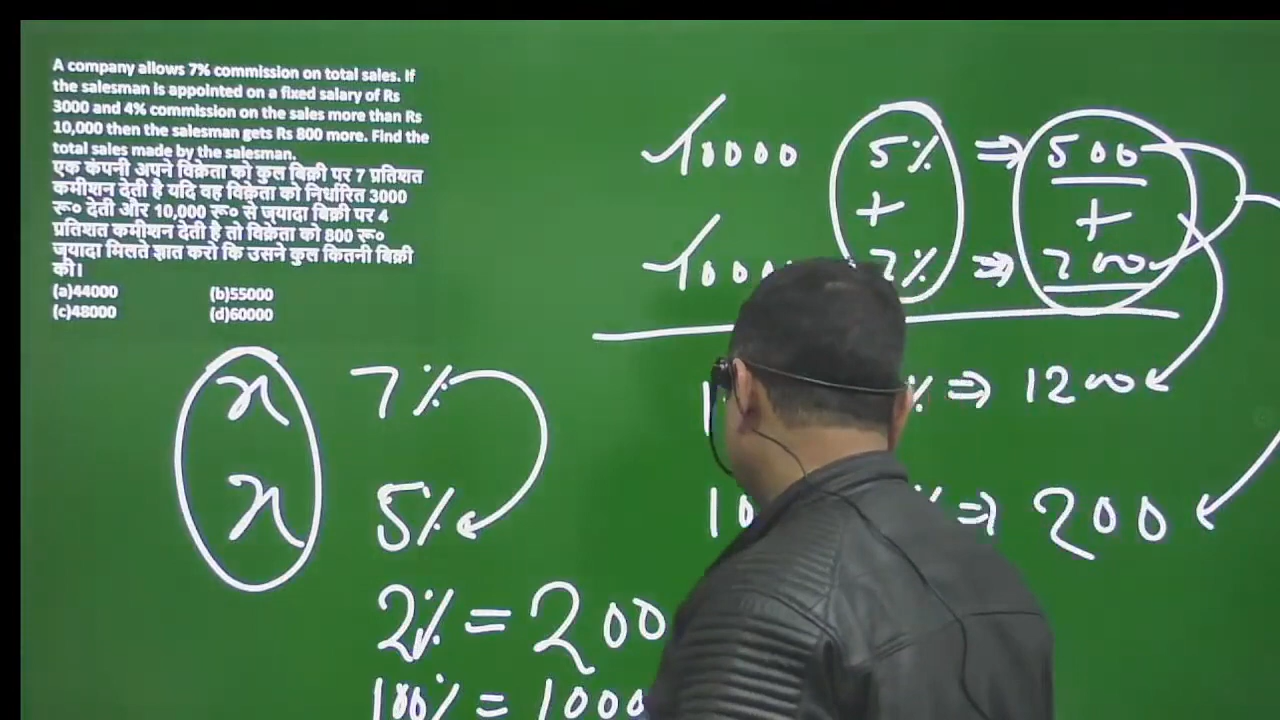 A company allows 7% commission on total sales. If
the salesman is appointed on a fixed salary of Rs
3000 and 4% commission on the sales more than Rs
10,000 then the salesman gets Rs 800 more. Find the
total sales made by the salesman.
एक कंपनी अपने विक्रेता को कुल बिक्री पर 7 प्रतिशत
कमीशन देती है यदि वह विक्रेता को निर्धारित 3000
रू० देती और 10,000 रू० से ज्यादा बिक्री पर 4
प्रतिशत कमीशन देती है तो विक्रेता को 800 रू०
ज्यादा मिलते ज्ञात करो कि उसने कुल कितनी बिक्री
की।
(a)44000 (b)55000
(c)48000 (d)60000
10000 5% ⇒ 500
+ +
7% ⇒ 700
x 7%
% ⇒ 1200
x 5%
% ⇒ 200
2% = 200
100% = 1000